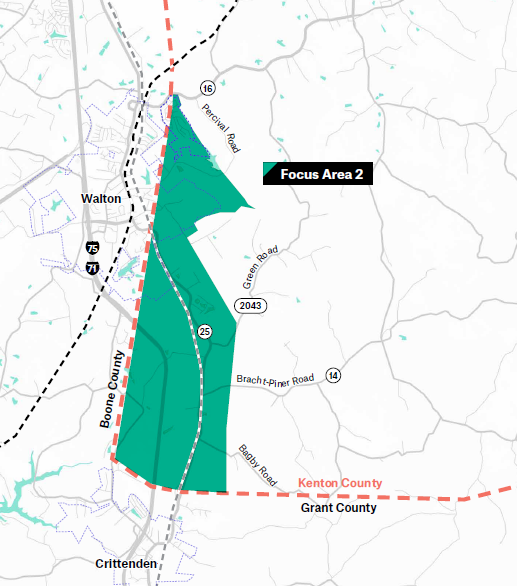 16
Percival Road
Focus Area 2
Walton
75
71
Green Road
2043
25
Boone County
Bracht-Piner Road
14
Bagby Road
Kenton County
Grant County
Crittenden